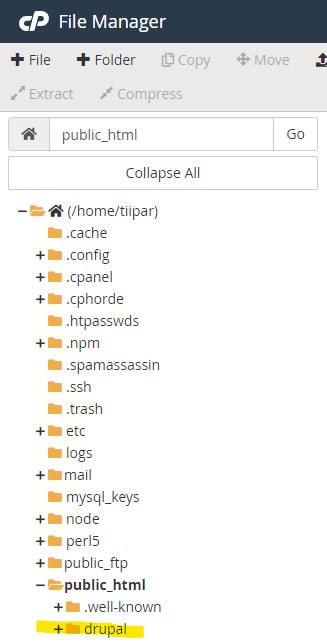 cP File Manager
+ File + Folder Copy Move
Extract Compress
public_html Go
Collapse All
(/home/tiipar)
.cache
.config
.cpanel
.cphorde
.htpasswds
.npm
.spamassassin
.ssh
.trash
etc
logs
mail
mysql_keys
node
perl5
public_ftp
public_html
.well-known
drupal